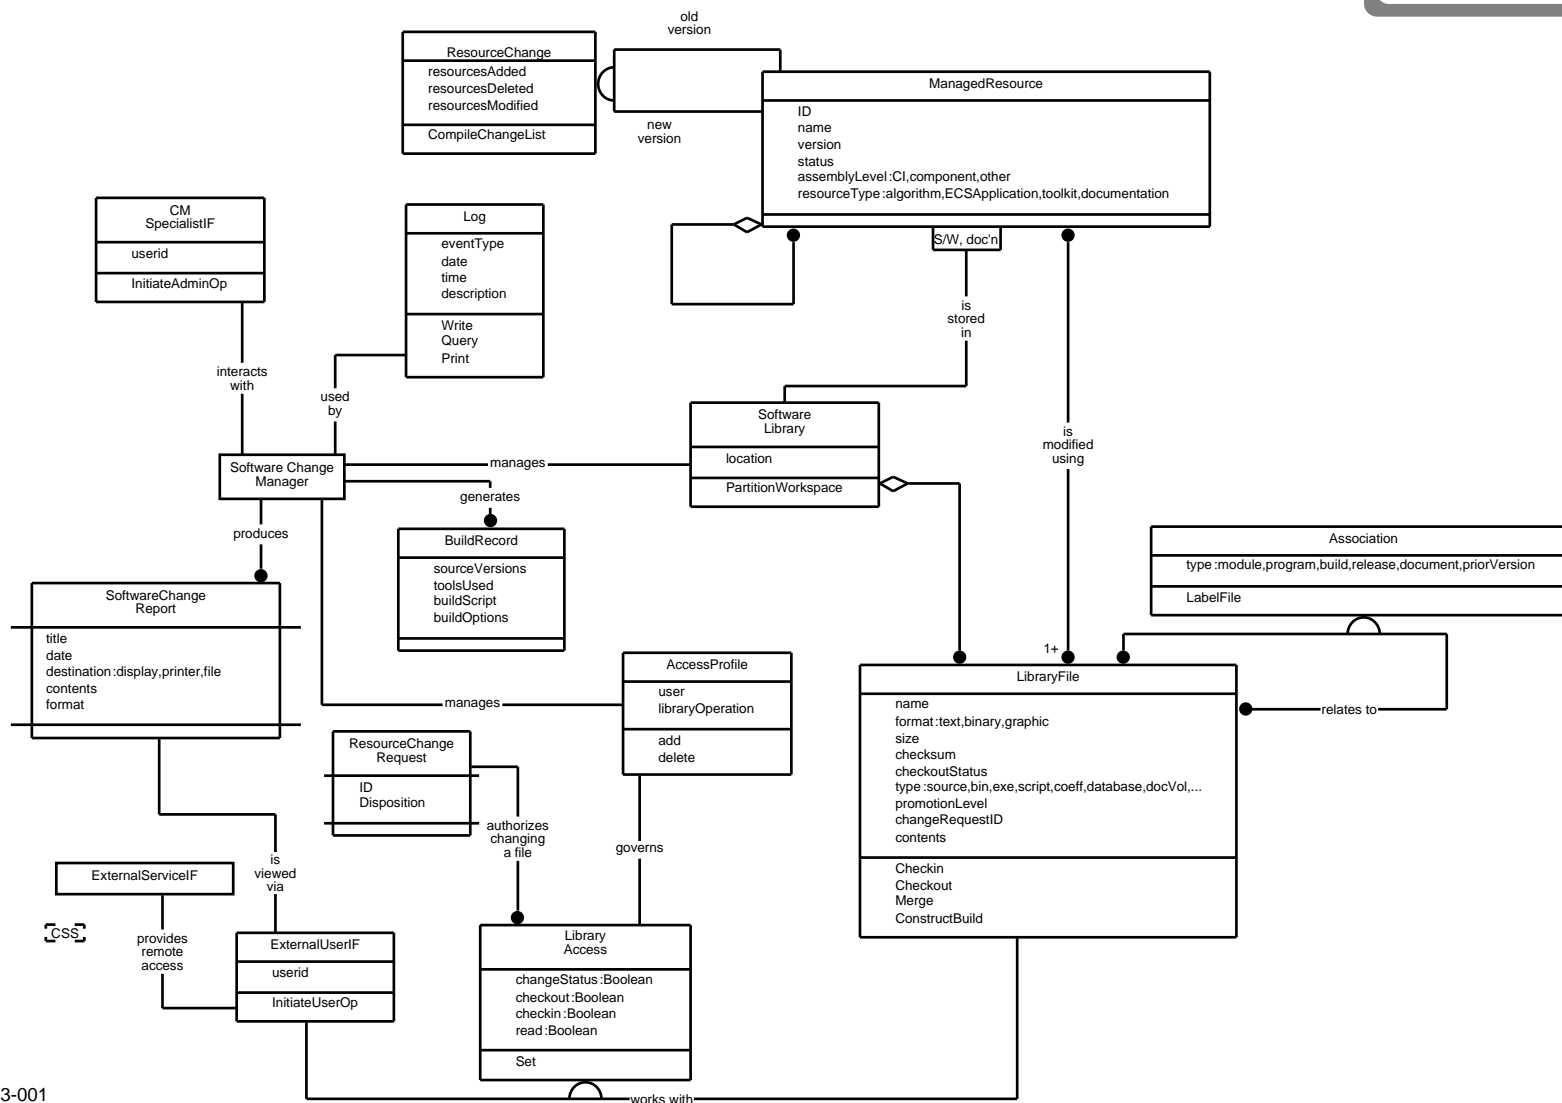 old
version
ResourceChange
resourcesAdded
resourcesDeleted
resourcesModified
CompileChangeList
new
version
ManagedResource
ID
name
version
status
assemblyLevel:CI,component,other
resourceType:algorithm,ECSApplication,toolkit,documentation
S/W, doc'n
CM
SpecialistIF
userid
InitiateAdminOp
Log
eventType
date
time
description
Write
Query
Print
is
stored
in
interacts
with
used
by
Software
Library
location
PartitionWorkspace
is
modified
using
Software Change
Manager
manages
generates
produces
BuildRecord
sourceVersions
toolsUsed
buildScript
buildOptions
Association
type:module,program,build,release,document,priorVersion
LabelFile
SoftwareChange
Report
title
date
destination:display,printer,file
contents
format
1+
AccessProfile
user
libraryOperation
add
delete
manages
LibraryFile
name
format:text,binary,graphic
size
checksum
checkoutStatus
type:source,bin,exe,script,coeff,database,docVol,...
promotionLevel
changeRequestID
contents
Checkin
Checkout
Merge
ConstructBuild
relates to
ResourceChange
Request
ID
Disposition
authorizes
changing
a file
governs
is
viewed
via
ExternalServiceIF
CSS
provides
remote
access
ExternalUserIF
userid
InitiateUserOp
Library
Access
changeStatus:Boolean
checkout:Boolean
checkin:Boolean
read:Boolean
Set
works with
3-001